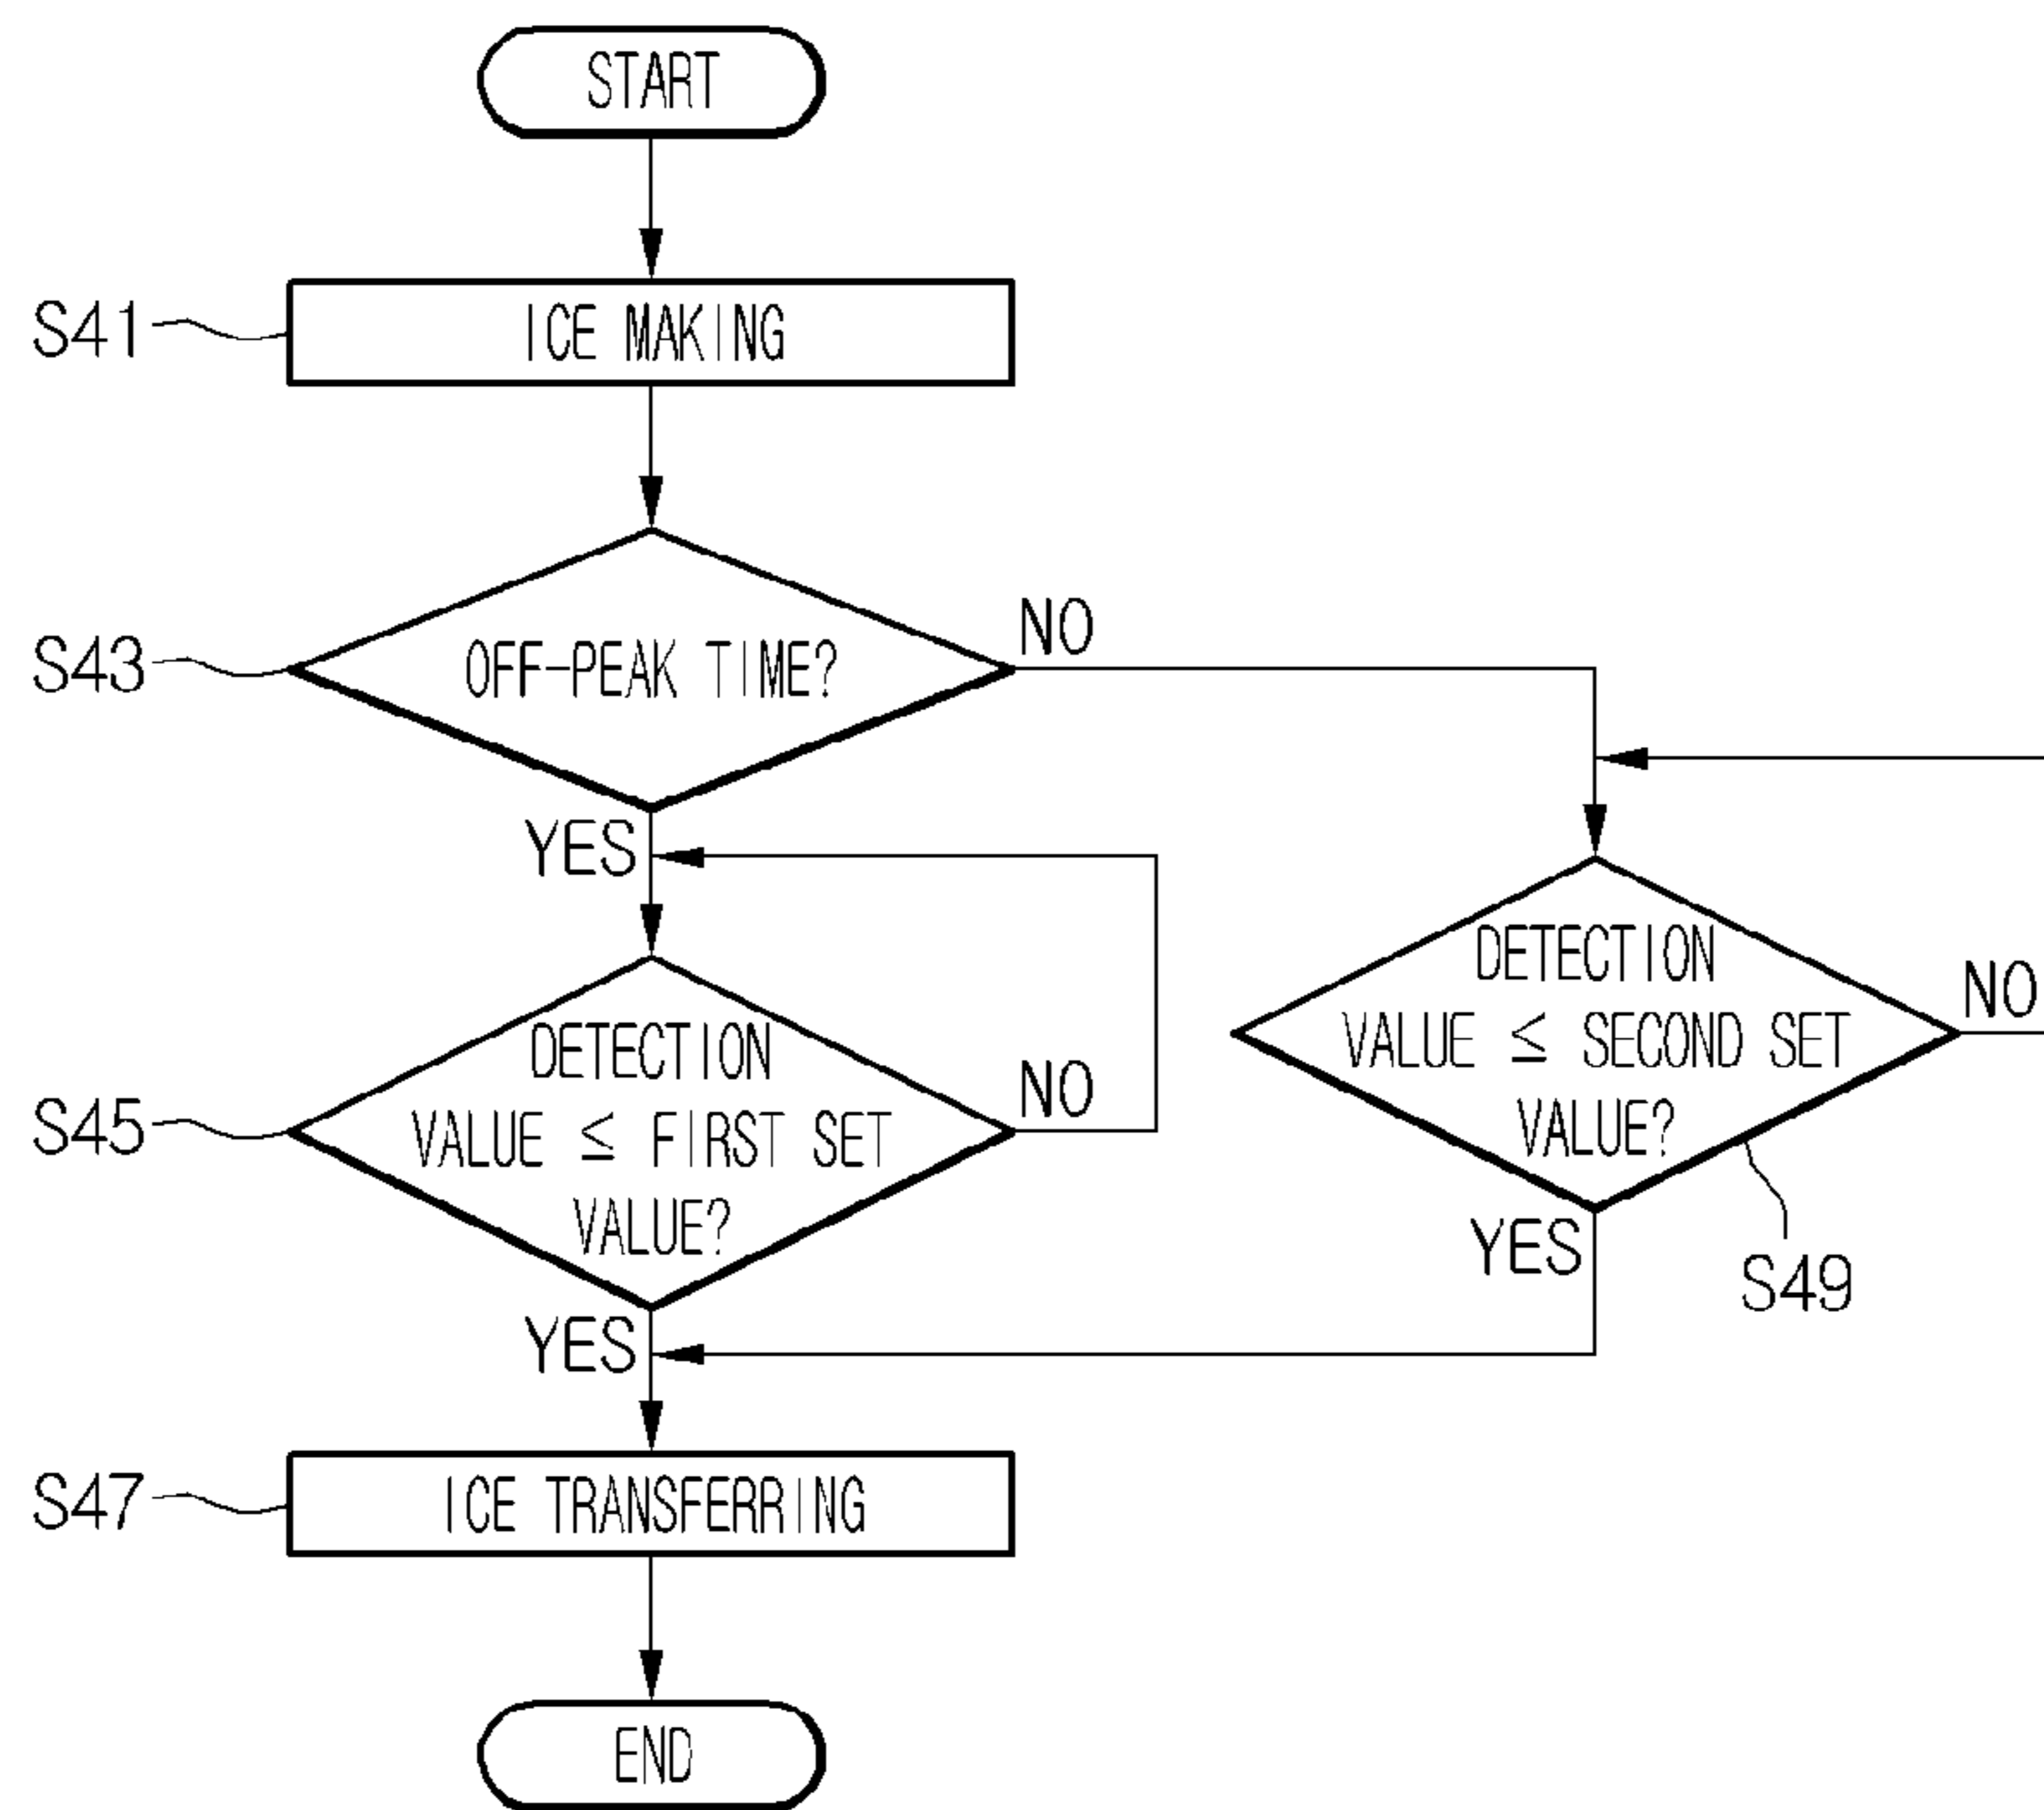 START
S41
ICE MAKING
S43
OFF-PEAK TIME?
NO
YES
DETECTION
VALUE ≤ SECOND SET
VALUE?
NO
YES
S49
S45
DETECTION
VALUE ≤ FIRST SET
VALUE?
NO
YES
S47
ICE TRANSFERRING
END